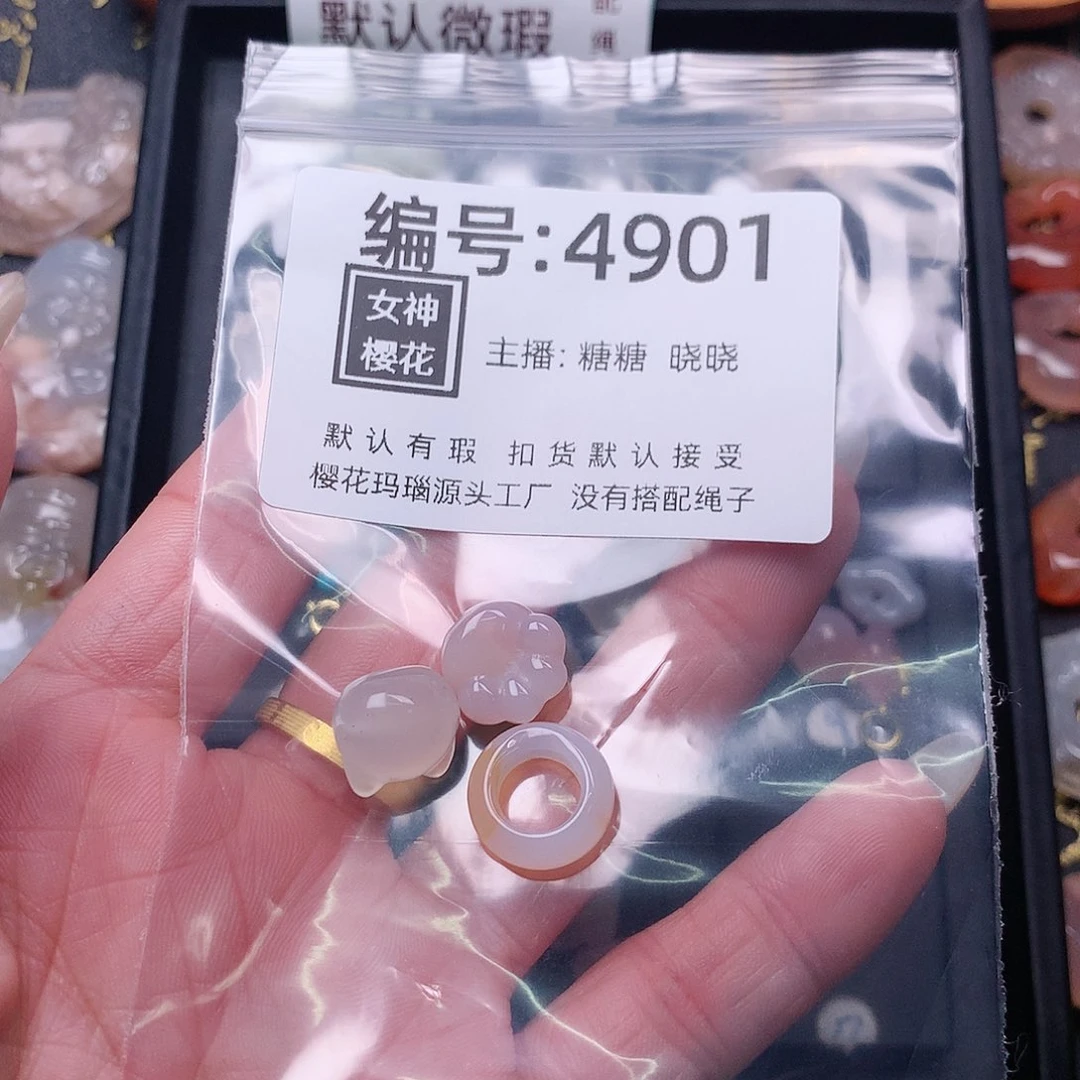 默认微瑕
配
绳
编号:4901
女神
樱花
主播: 糖糖 晓晓
默认有瑕 扣货默认接受
樱花玛瑙源头工厂 没有搭配绳子